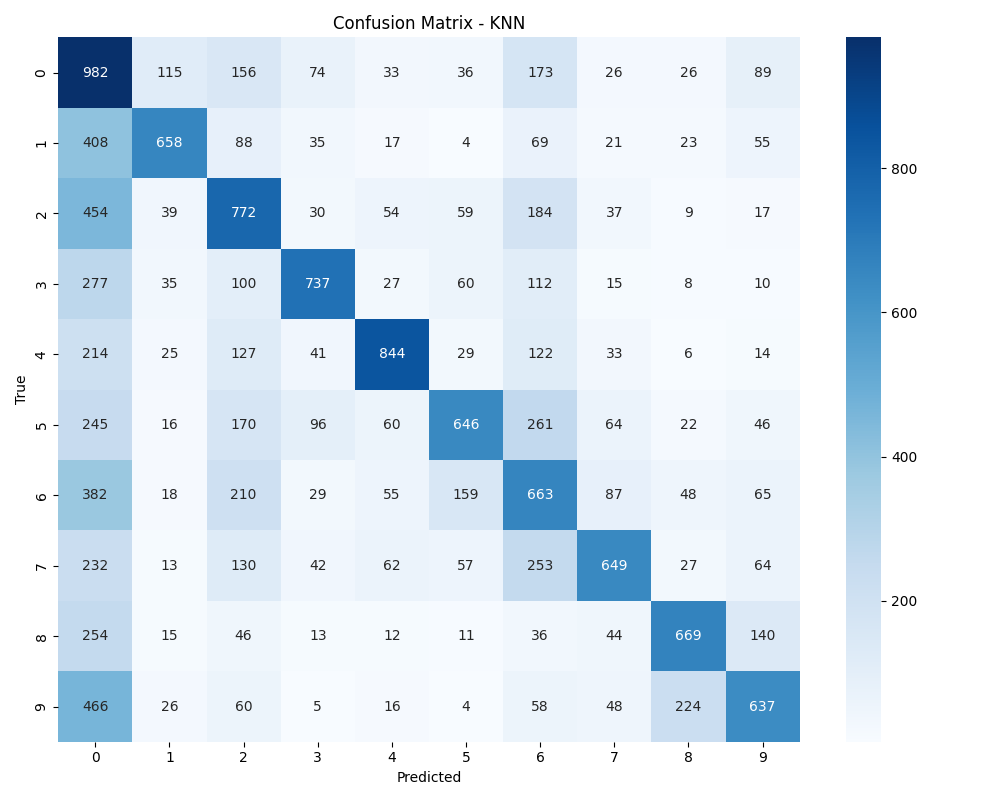 Confusion Matrix - KNN
True
0 982 115 156 74 33 36 173 26 26 89
1 408 658 88 35 17 4 69 21 23 55
2 454 39 772 30 54 59 184 37 9 17
3 277 35 100 737 27 60 112 15 8 10
4 214 25 127 41 844 29 122 33 6 14
5 245 16 170 96 60 646 261 64 22 46
6 382 18 210 29 55 159 663 87 48 65
7 232 13 130 42 62 57 253 649 27 64
8 254 15 46 13 12 11 36 44 669 140
9 466 26 60 5 16 4 58 48 224 637
0 1 2 3 4 5 6 7 8 9
Predicted
800
600
400
200